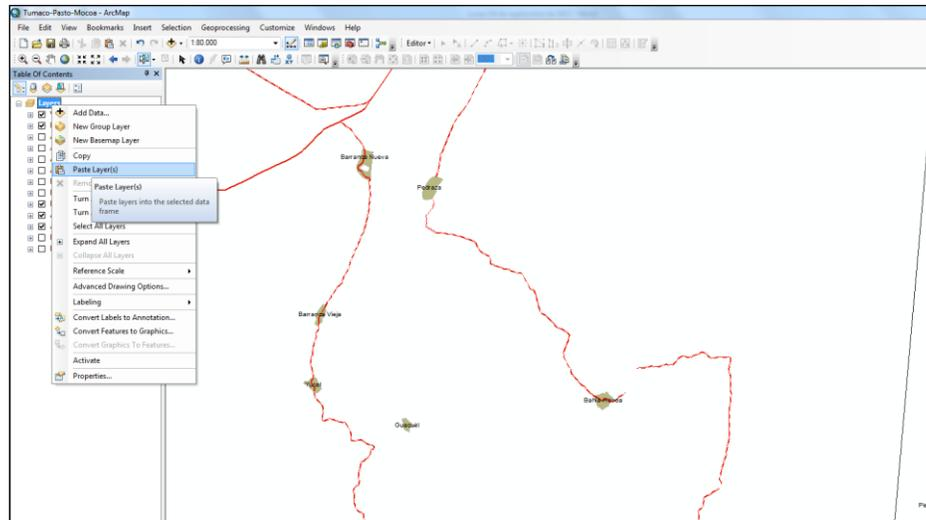 Tumaco-Pasto-Mocoa - ArcMap
File Edit View Bookmarks Insert Selection Geoprocessing Customize Windows Help
1:80.000
Editor
Table Of Contents
Layers
Add Data...
New Group Layer
New Basemap Layer
Copy
Paste Layer(s)
Paste Layer(s)
Paste layers into the selected data
frame
Turn
Turn
Select All Layers
Expand All Layers
Collapse All Layers
Reference Scale
Advanced Drawing Options...
Labeling
Convert Labels to Annotation...
Convert Features to Graphics...
Convert Graphics To Features...
Activate
Properties...
Barranca Nueva
Pedraza
Barranca Vieja
Yucal
Bahia Honda
Guaquiri